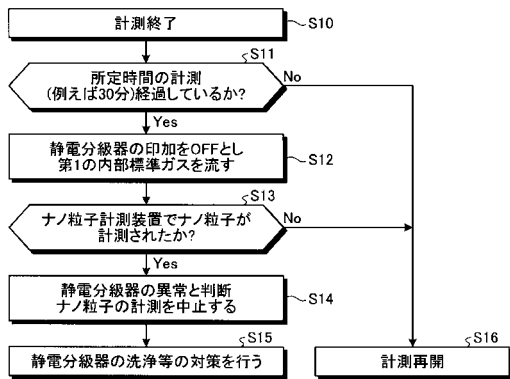 計測終了
S10
S11
所定時間の計測
(例えば30分)経過しているか?
No
Yes
静電分級器の印加をOFFとし
第1の内部標準ガスを流す
S12
S13
ナノ粒子計測装置でナノ粒子が
計測されたか?
No
Yes
静電分級器の異常と判断
ナノ粒子の計測を中止する
S14
S15
静電分級器の洗浄等の対策を行う
S16
計測再開